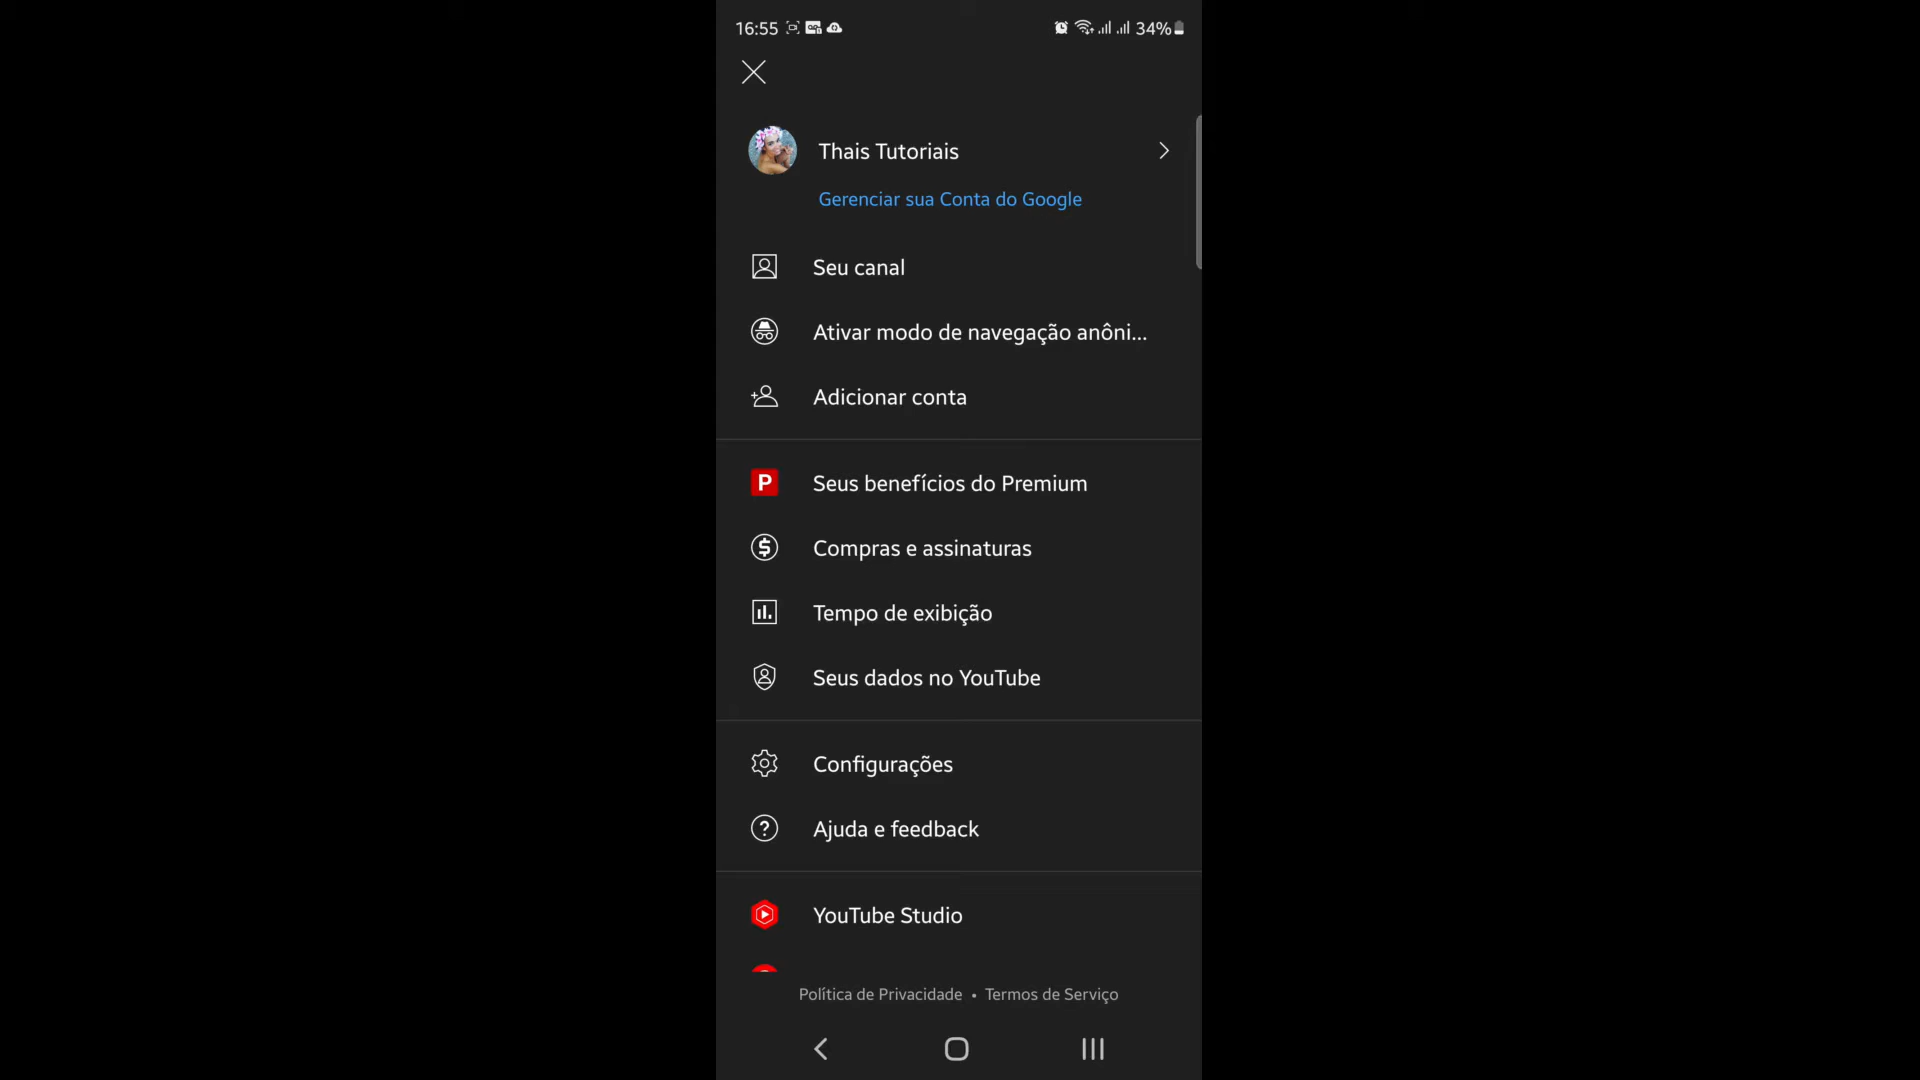 16:55 34%
Thais Tutoriais
Gerenciar sua Conta do Google
Seu canal
Ativar modo de navegação anôni...
Adicionar conta
P Seus benefícios do Premium
Compras e assinaturas
Tempo de exibição
Seus dados no YouTube
Configurações
Ajuda e feedback
YouTube Studio
Política de Privacidade • Termos de Serviço